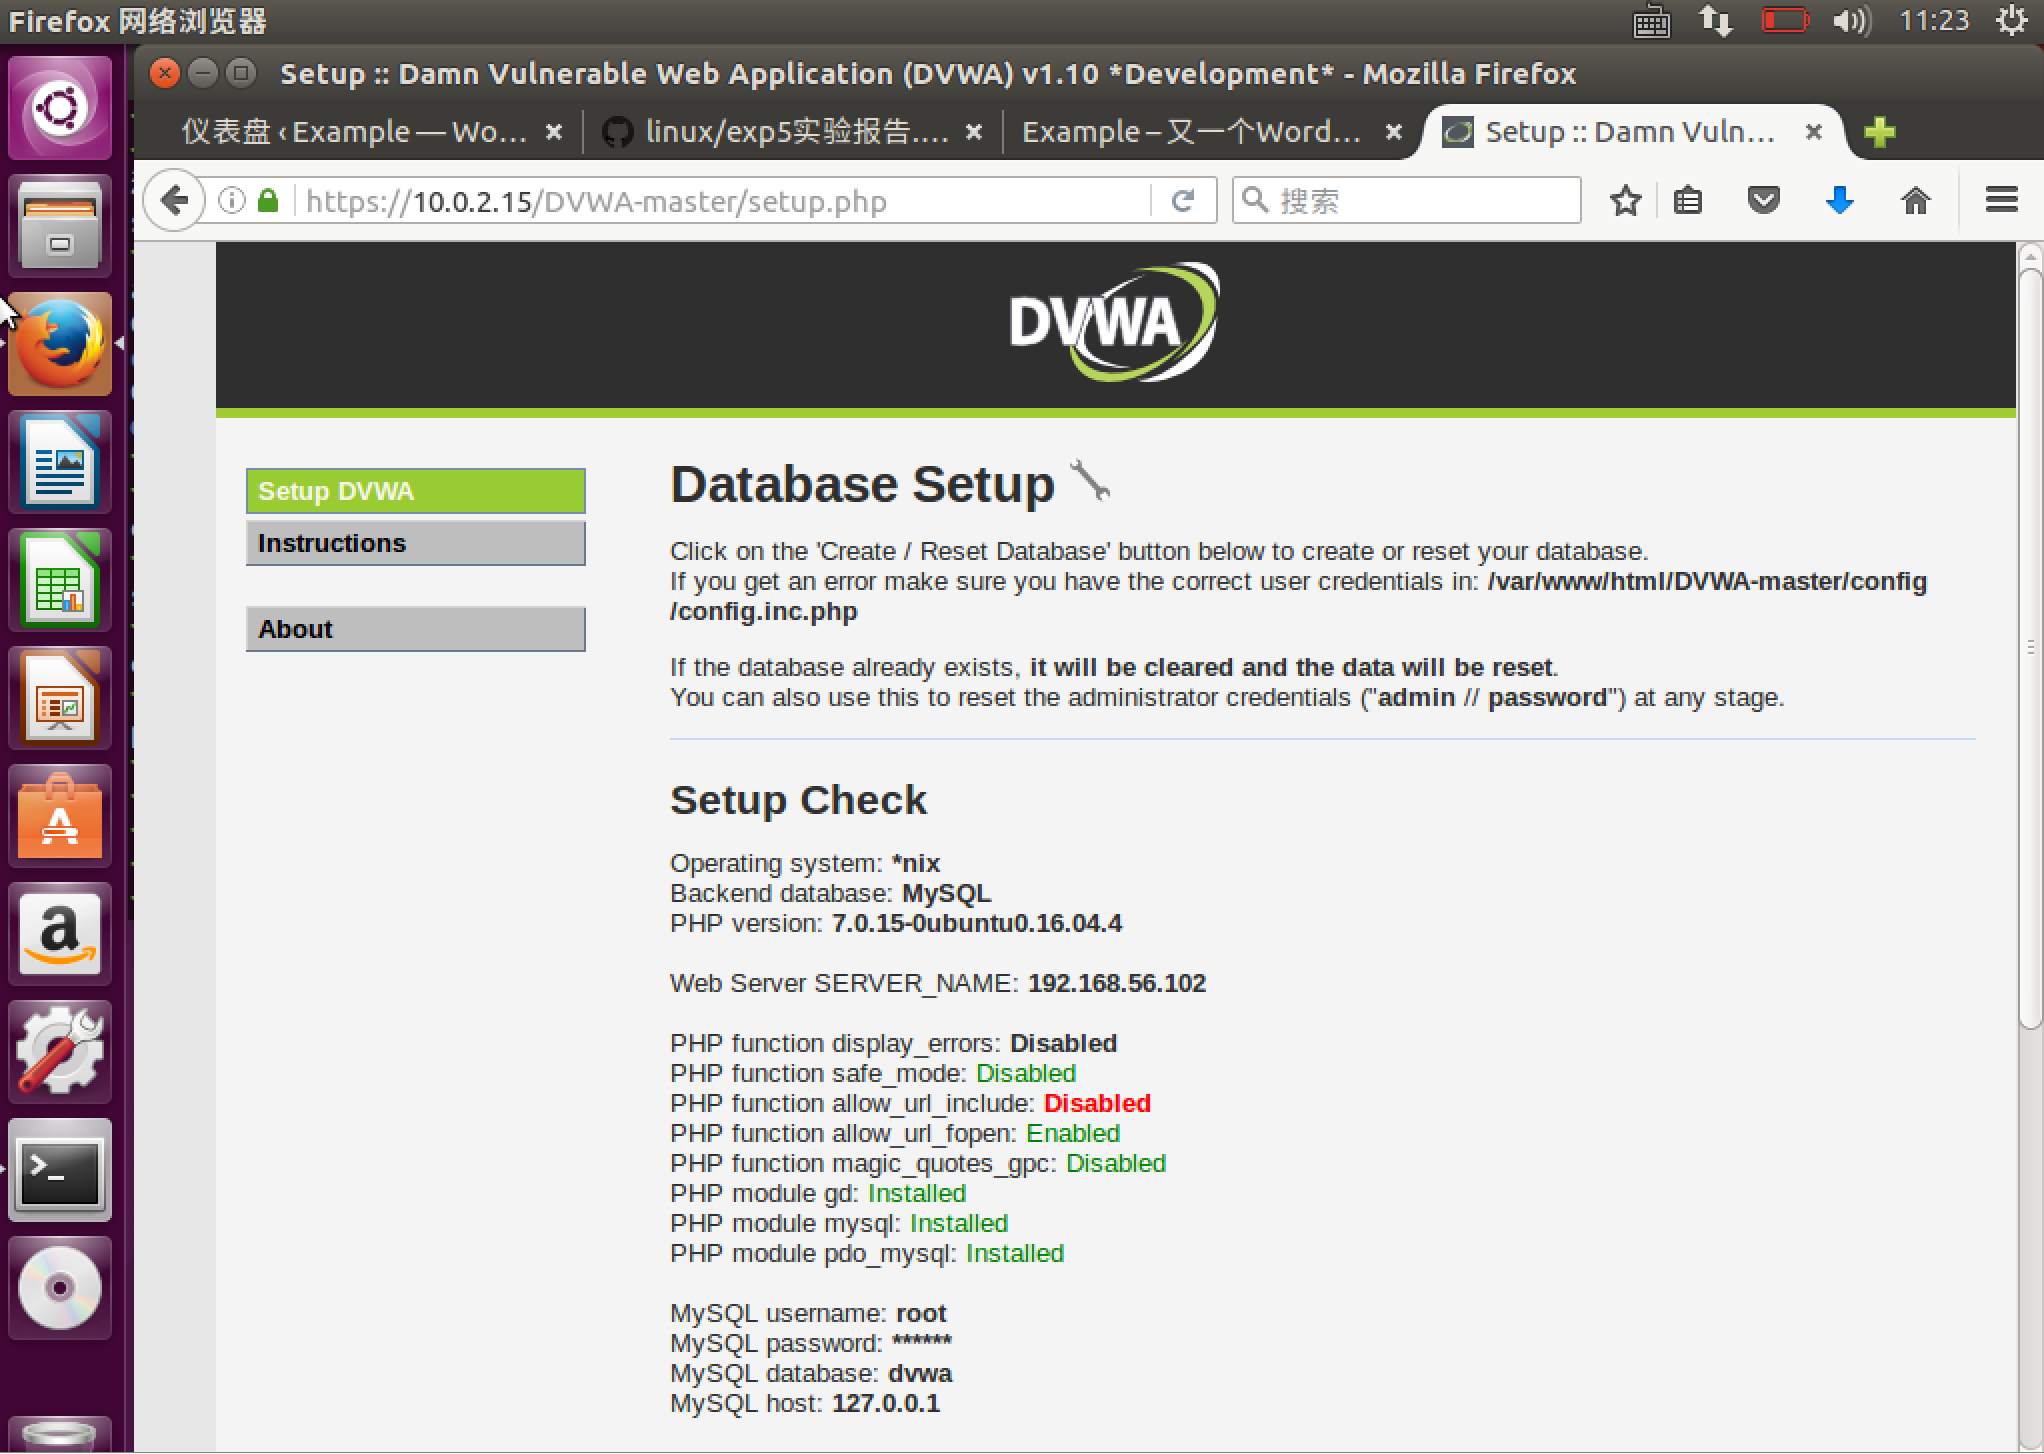 Firefox 网络浏览器
11:23
Setup :: Damn Vulnerable Web Application (DVWA) v1.10 *Development* - Mozilla Firefox
仪表盘 ‹ Example — Wo...
linux/exp5实验报告....
Example – 又一个Word...
Setup :: Damn Vuln...
https://10.0.2.15/DVWA-master/setup.php
搜索
DVWA
Setup DVWA
Instructions
About
Database Setup
Click on the 'Create / Reset Database' button below to create or reset your database.
If you get an error make sure you have the correct user credentials in: /var/www/html/DVWA-master/config
/config.inc.php
If the database already exists, it will be cleared and the data will be reset.
You can also use this to reset the administrator credentials ("admin // password") at any stage.
Setup Check
Operating system: *nix
Backend database: MySQL
PHP version: 7.0.15-0ubuntu0.16.04.4
Web Server SERVER_NAME: 192.168.56.102
PHP function display_errors: Disabled
PHP function safe_mode: Disabled
PHP function allow_url_include: Disabled
PHP function allow_url_fopen: Enabled
PHP function magic_quotes_gpc: Disabled
PHP module gd: Installed
PHP module mysql: Installed
PHP module pdo_mysql: Installed
MySQL username: root
MySQL password: ******
MySQL database: dvwa
MySQL host: 127.0.0.1